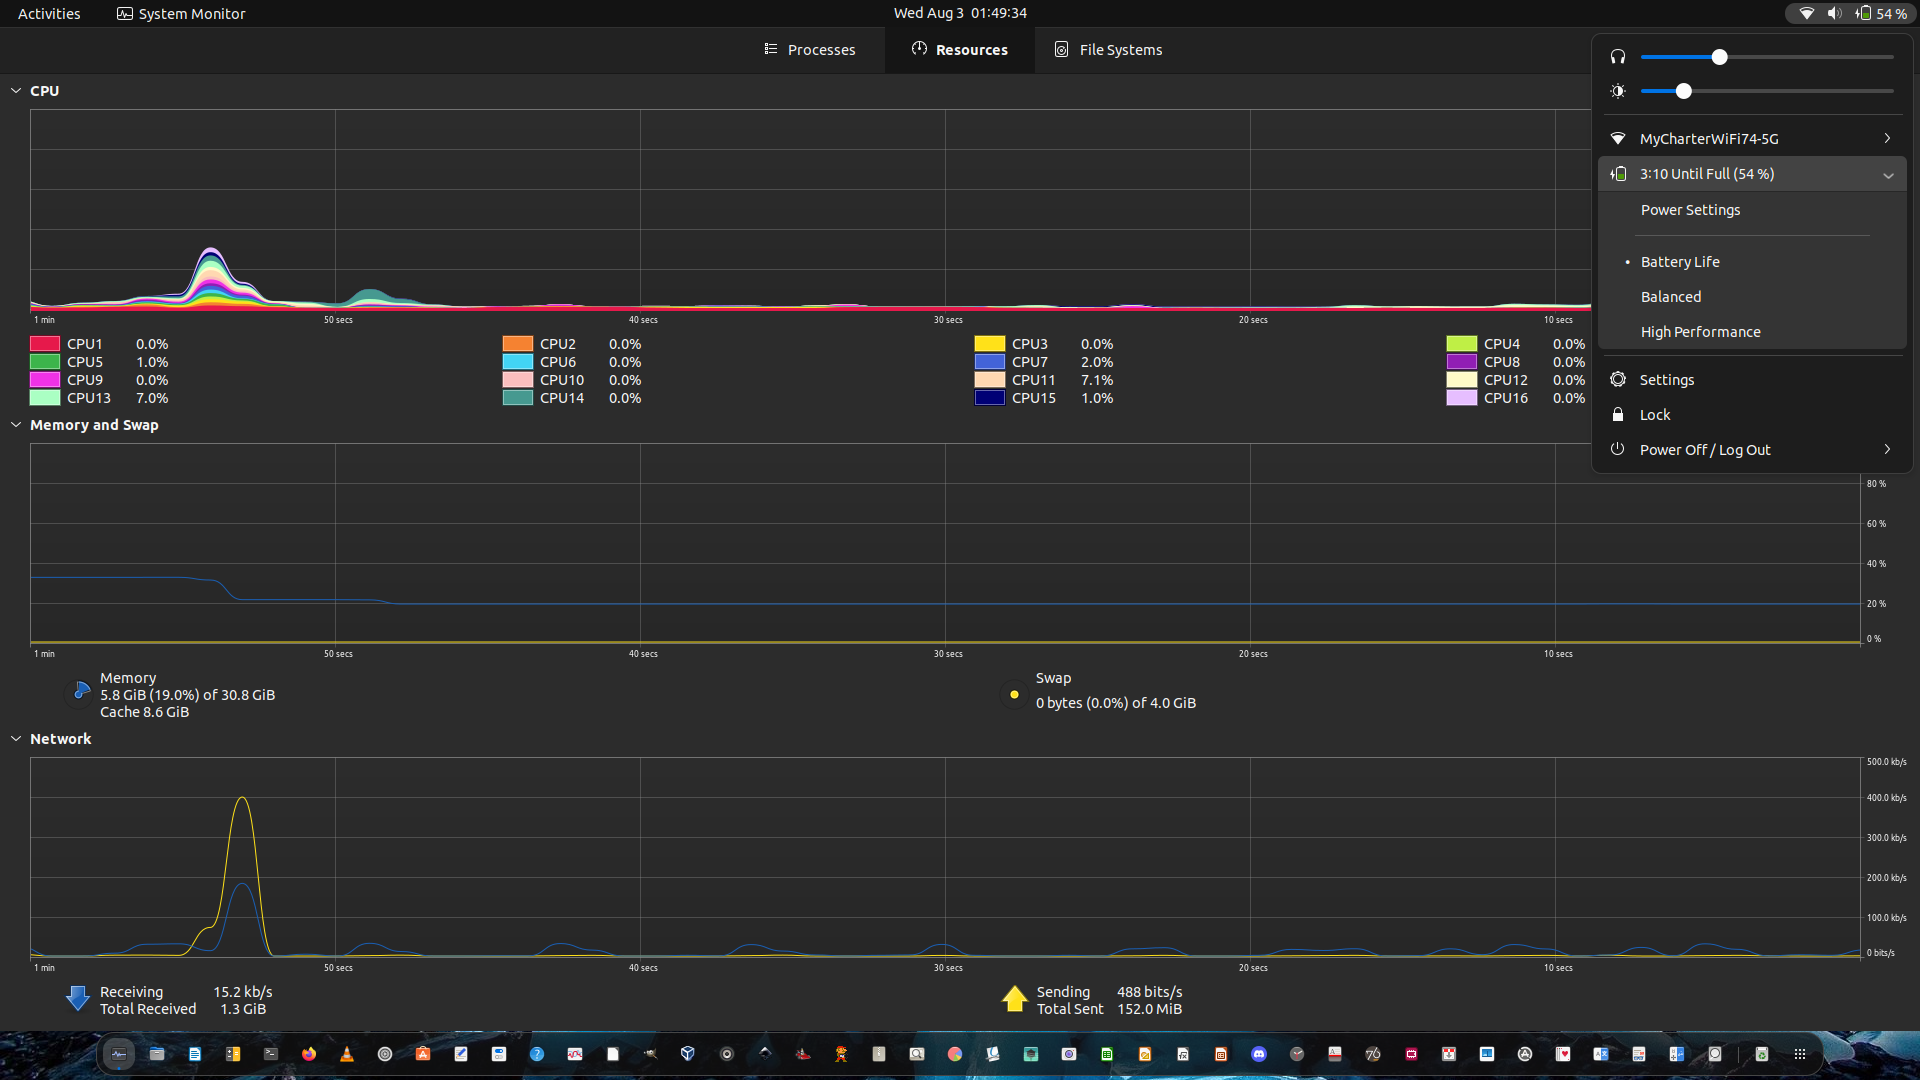 Activities
System Monitor
Wed Aug 3 01:49:34
54 %
Processes
Resources
File Systems
CPU
1 min
50 secs
40 secs
30 secs
20 secs
10 secs
CPU1 0.0%
CPU2 0.0%
CPU3 0.0%
CPU4 0.0%
CPU5 1.0%
CPU6 0.0%
CPU7 2.0%
CPU8 0.0%
CPU9 0.0%
CPU10 0.0%
CPU11 7.1%
CPU12 0.0%
CPU13 7.0%
CPU14 0.0%
CPU15 1.0%
CPU16 0.0%
MyCharterWiFi74-5G
3:10 Until Full (54 %)
Power Settings
Battery Life
Balanced
High Performance
Settings
Lock
Power Off / Log Out
Memory and Swap
80 %
60 %
40 %
20 %
0 %
1 min
50 secs
40 secs
30 secs
20 secs
10 secs
Memory
5.8 GiB (19.0%) of 30.8 GiB
Cache 8.6 GiB
Swap
0 bytes (0.0%) of 4.0 GiB
Network
500.0 kb/s
400.0 kb/s
300.0 kb/s
200.0 kb/s
100.0 kb/s
0 bits/s
1 min
50 secs
40 secs
30 secs
20 secs
10 secs
Receiving 15.2 kb/s
Total Received 1.3 GiB
Sending 488 bits/s
Total Sent 152.0 MiB